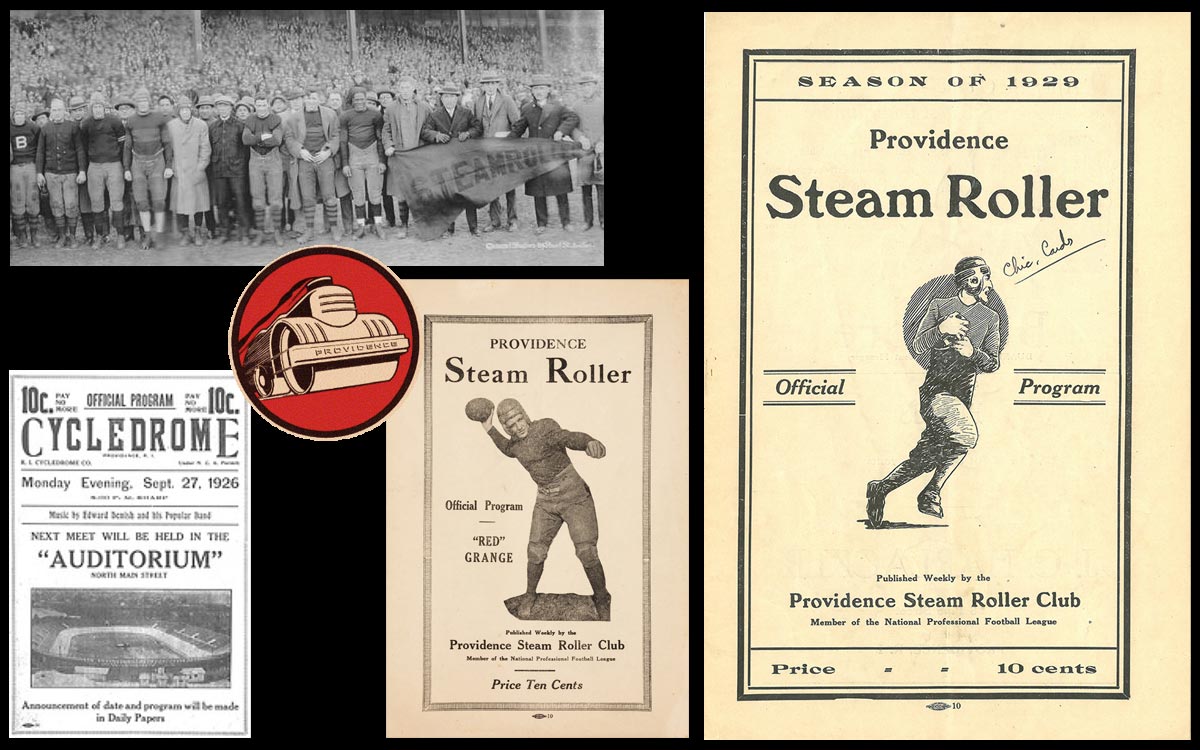 B
STEAMRO
PROVIDENCE
10c. PAY NO MORE OFFICIAL PROGRAM PAY NO MORE 10c.
CYCLEDROME
PROVIDENCE, R. I.
R. I. CYCLEDROME CO. Under N. C. A. Permit
Monday Evening, Sept. 27, 1926
8:00 P. M. SHARP
Music by Edward Denish and his Popular Band
NEXT MEET WILL BE HELD IN THE
"AUDITORIUM"
NORTH MAIN STREET
Announcement of date and program will be made
in Daily Papers
PROVIDENCE
Steam Roller
Official Program
"RED"
GRANGE
Published Weekly by the
Providence Steam Roller Club
Member of the National Professional Football League
Price Ten Cents
10
SEASON OF 1929
Providence
Steam Roller
Chic. Cards
Official Program
Published Weekly by the
Providence Steam Roller Club
Member of the National Professional Football League
Price - - 10 cents
10